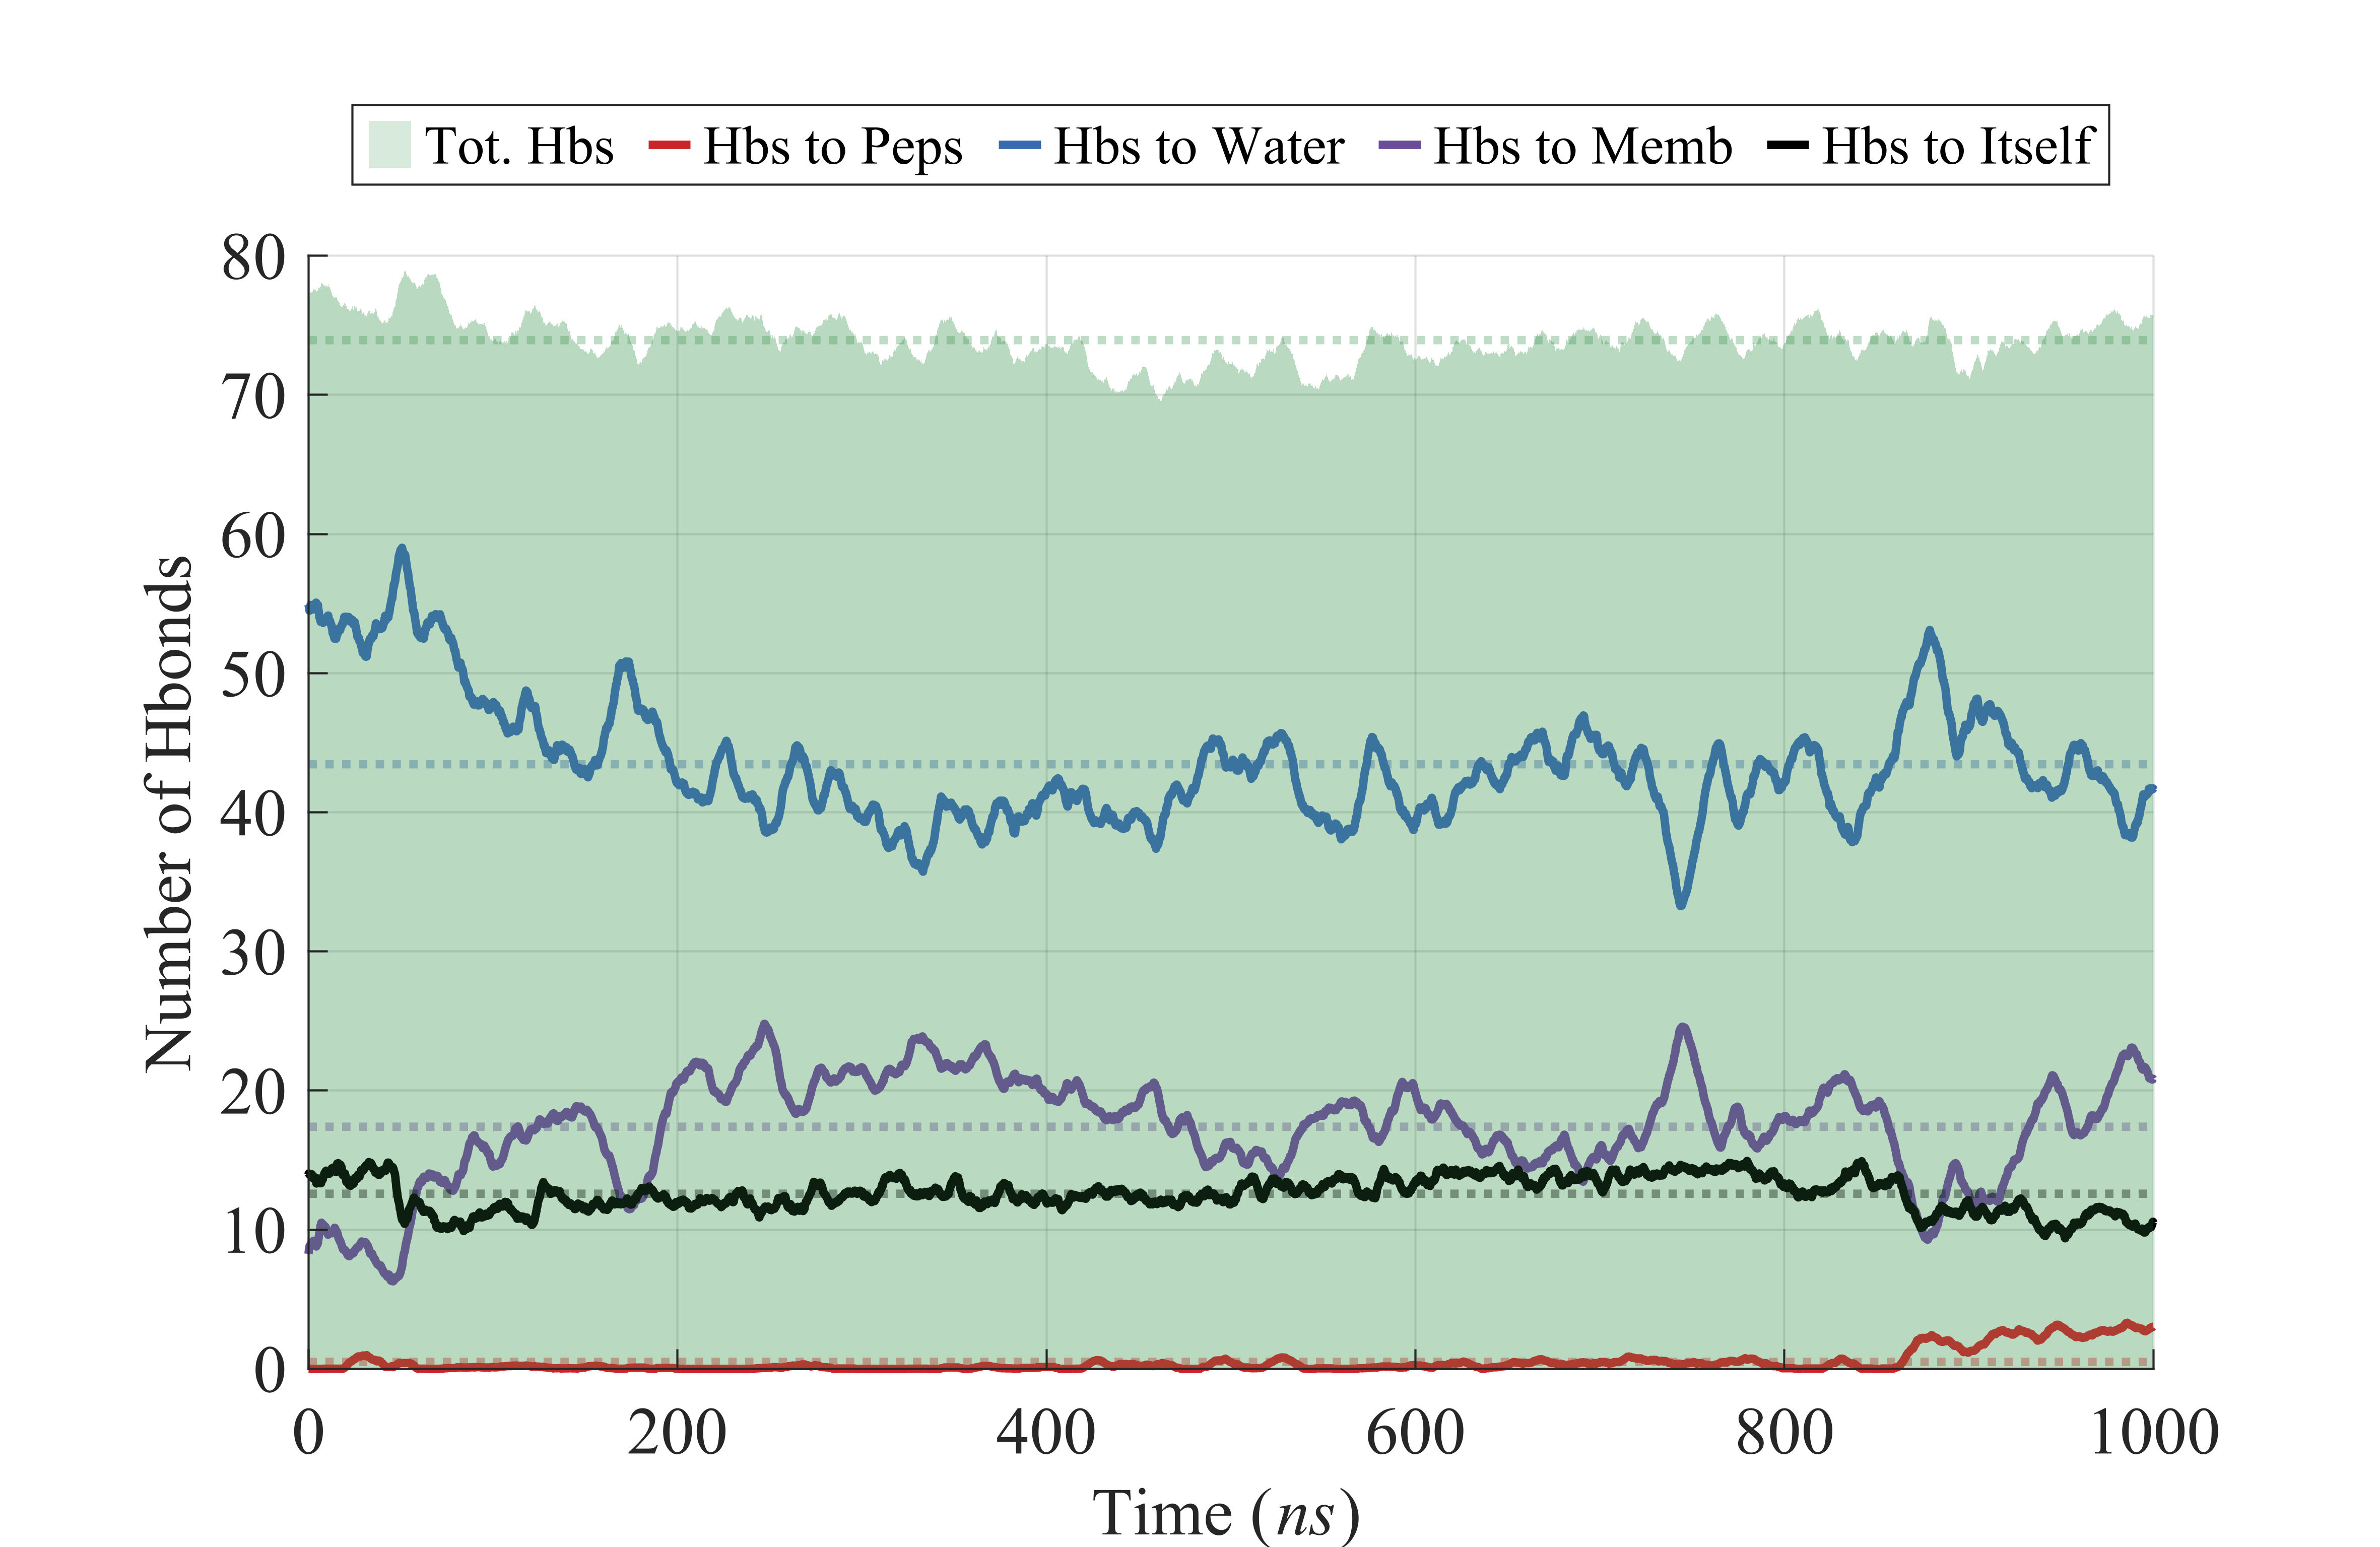 Tot. Hbs Hbs to Peps Hbs to Water Hbs to Memb Hbs to Itself
80
70
60
50
40
30
20
10
0
Number of Hbonds
0 200 400 600 800 1000
Time (ns)